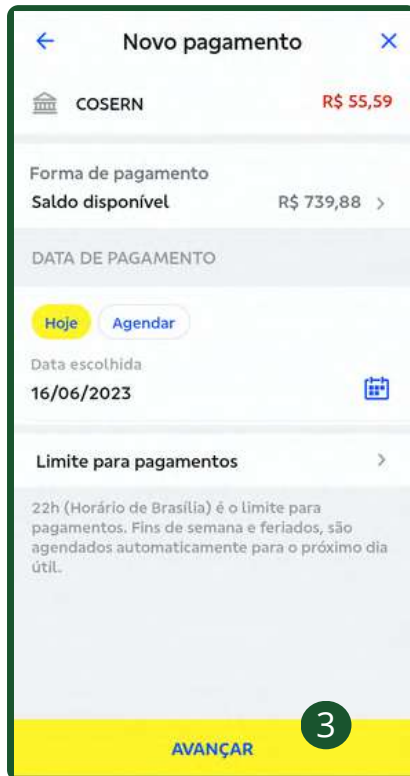 Novo pagamento
COSERN R$ 55,59
Forma de pagamento
Saldo disponível R$ 739,88
DATA DE PAGAMENTO
Hoje Agendar
Data escolhida
16/06/2023
Limite para pagamentos
22h (Horário de Brasília) é o limite para
pagamentos. Fins de semana e feriados, são
agendados automaticamente para o próximo dia
útil.
3
AVANÇAR